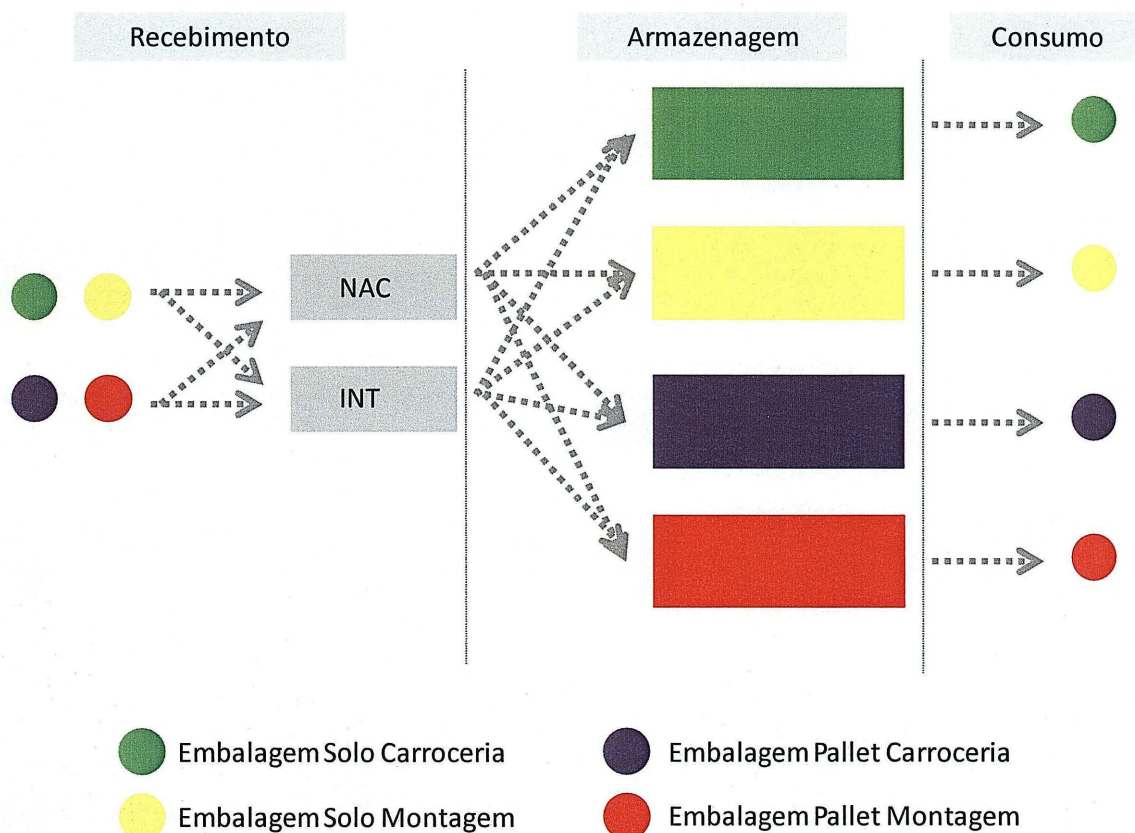 Recebimento
Armazenagem
Consumo
NAC
INT
Embalagem Solo Carroceria
Embalagem Pallet Carroceria
Embalagem Solo Montagem
Embalagem Pallet Montagem